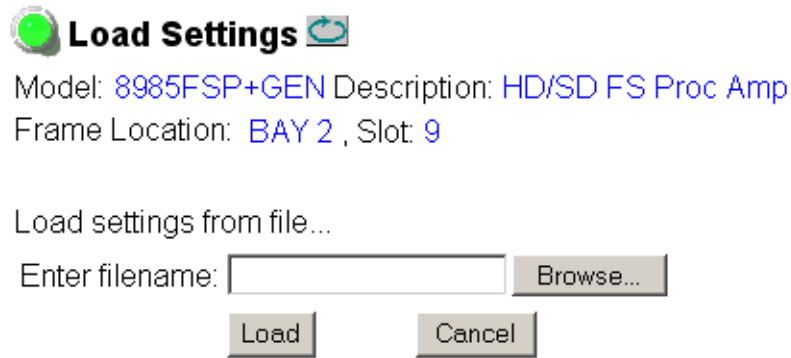 Load Settings
Model: 8985FSP+GEN Description: HD/SD FS Proc Amp
Frame Location: BAY 2 , Slot: 9
Load settings from file...
Enter filename: Browse...
Load Cancel